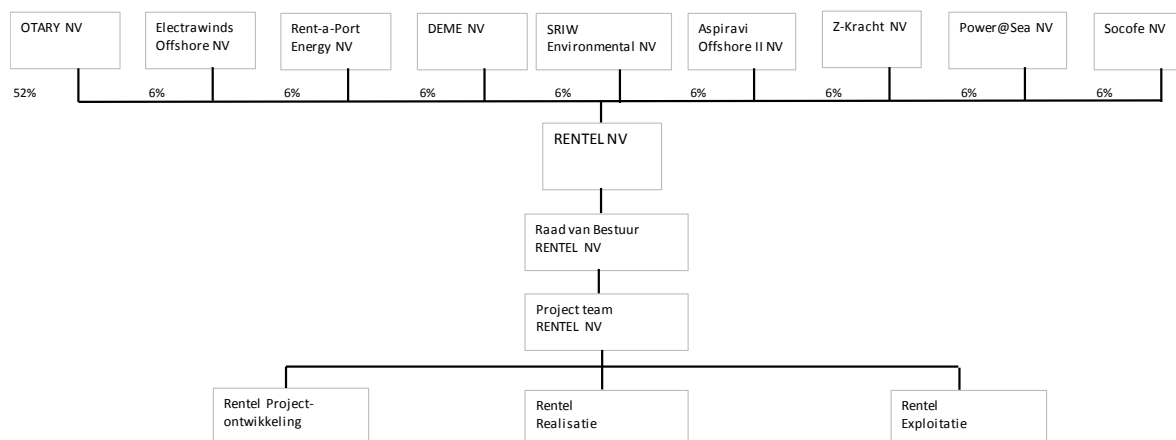 OTARY NV
Electrawinds
Offshore NV
Rent-a-Port
Energy NV
DEME NV
SRIW
Environmental NV
Aspiravi
Offshore II NV
Z-Kracht NV
Power@Sea NV
Socofe NV
52%
6%
6%
6%
6%
6%
6%
6%
6%
RENTEL NV
Raad van Bestuur
RENTEL NV
Project team
RENTEL NV
Rentel Project-
ontwikkeling
Rentel
Realisatie
Rentel
Exploitatie